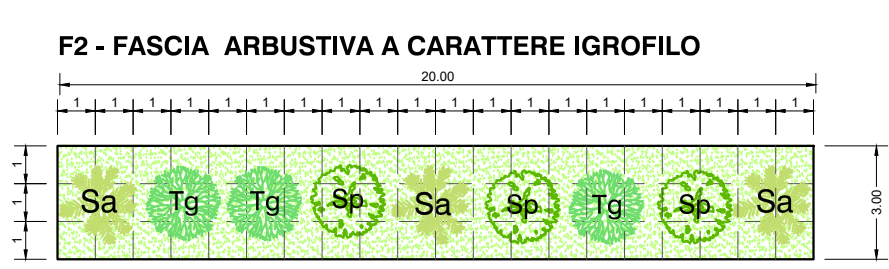 F2 - FASCIA ARBUSTIVA A CARATTERE IGROFILO
20.00
1 1 1 1 1 1 1 1 1 1 1 1 1 1 1 1 1 1 1 1
1
1
1
Sa Tg Tg Sp Sa Sp Tg Sp Sa
3.00